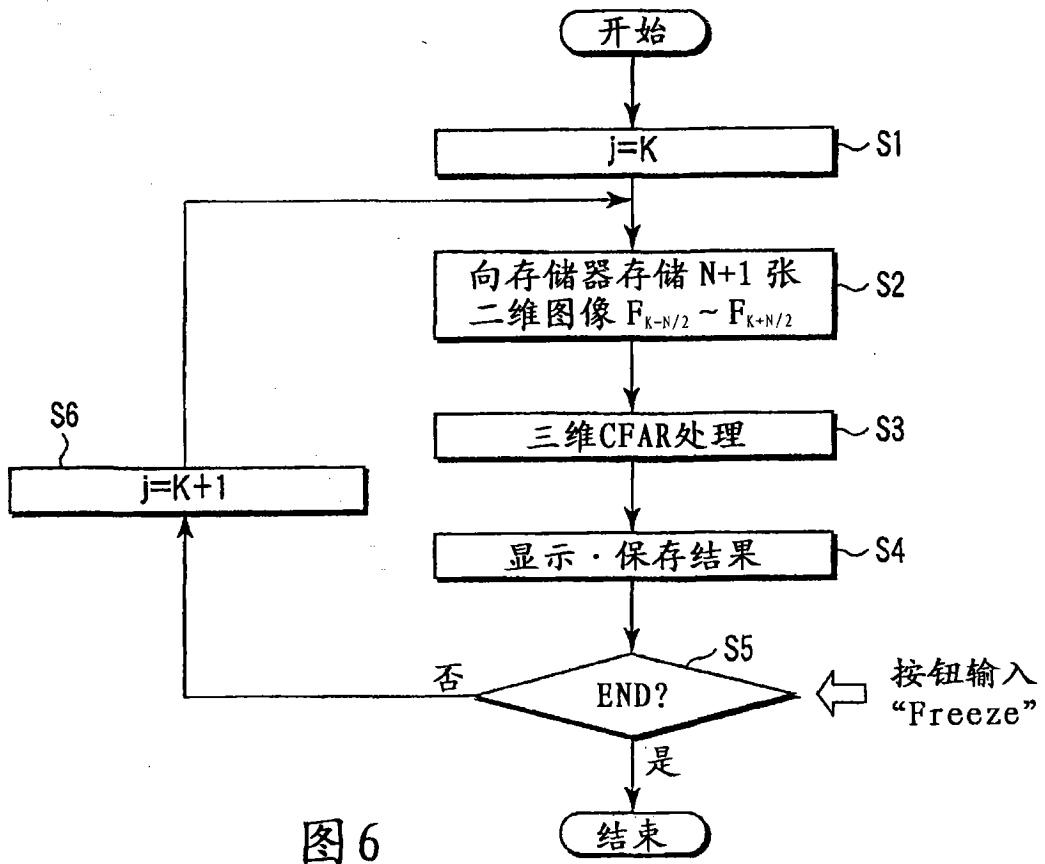 开始
j=K
S1
向存储器存储 N+1 张
二维图像 F_{K-N/2} ~ F_{K+N/2}
S2
三维CFAR处理
S3
S6
j=K+1
显示·保存结果
S4
S5
否
END?
按钮输入
“Freeze”
是
结束
图6